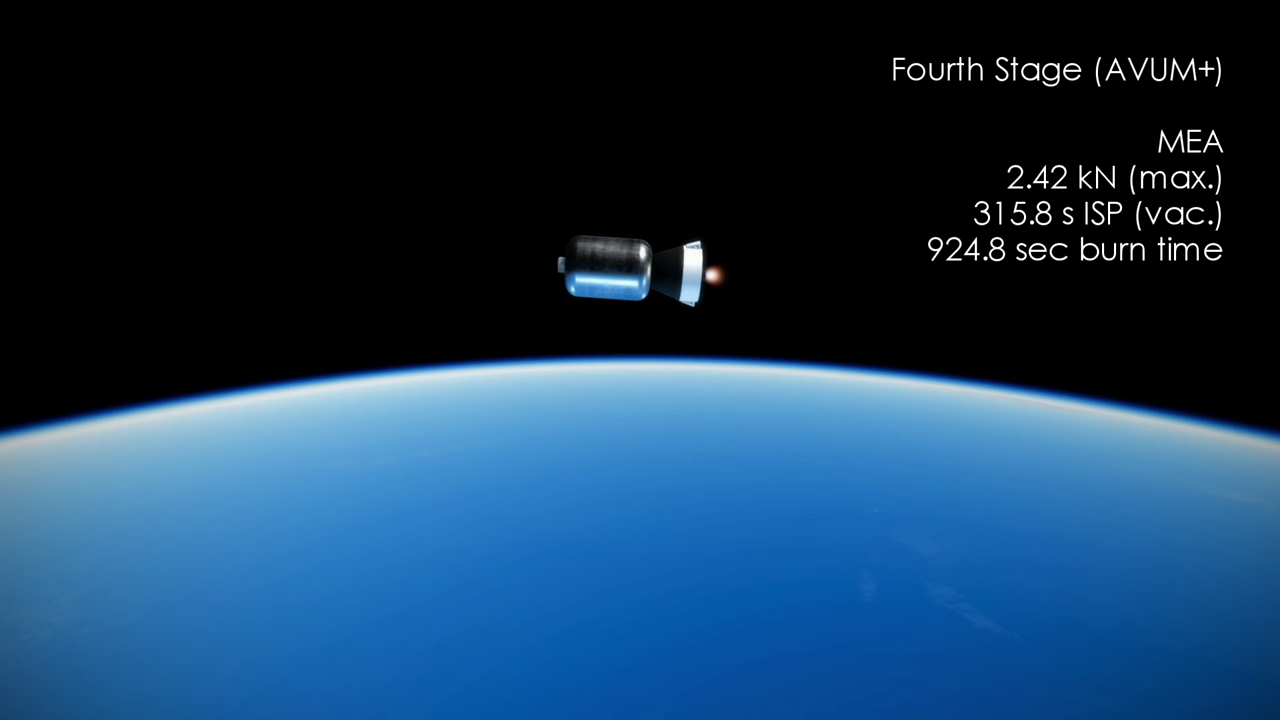 Fourth Stage (AVUM+)
MEA
2.42 kN (max.)
315.8 s ISP (vac.)
924.8 sec burn time